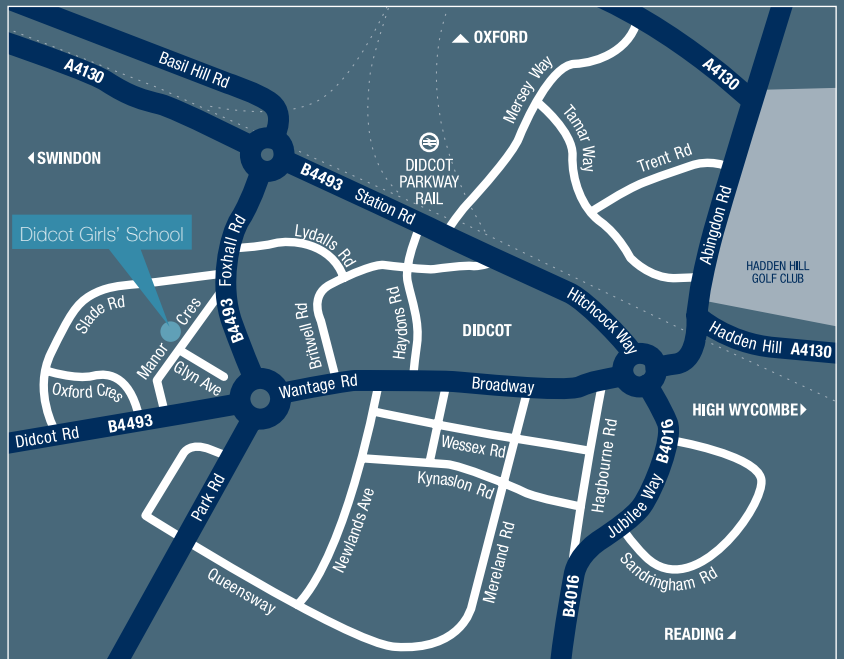 OXFORD
A4130
Basil Hill Rd
A4130
Mersey Way
Tamar Way
Trent Rd
SWINDON
DIDCOT
PARKWAY
RAIL
B4493
Station Rd
Abingdon Rd
Didcot Girls' School
Foxhall Rd
B4493
Lydalls Rd
HADDEN HILL
GOLF CLUB
Slade Rd
Manor Cres
Britwell Rd
Haydons Rd
DIDCOT
Hitchcock Way
Hadden Hill
A4130
Glyn Ave
Oxford Cres
Wantage Rd
Broadway
HIGH WYCOMBE
Didcot Rd
B4493
Wessex Rd
Hagbourne Rd
B4016
Kynaslon Rd
Park Rd
Newlands Ave
Jubilee Way
Mereland Rd
Sandringham Rd
Queensway
B4016
READING